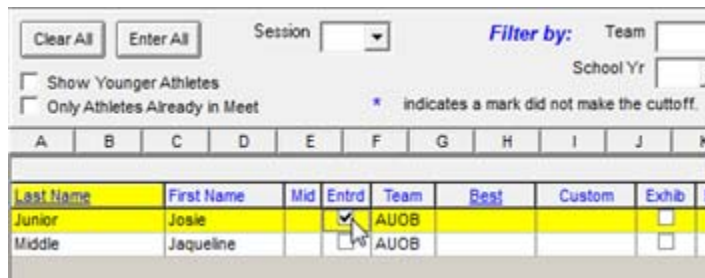 Clear All Enter All Session Filter by: Team
Show Younger Athletes School Yr
Only Athletes Already in Meet * indicates a mark did not make the cuttoff.
A B C D E F G H I J
Last Name First Name Mid Entrd Team Best Custom Exhib
Junior Josie AUOB
Middle Jaqueline AUOB